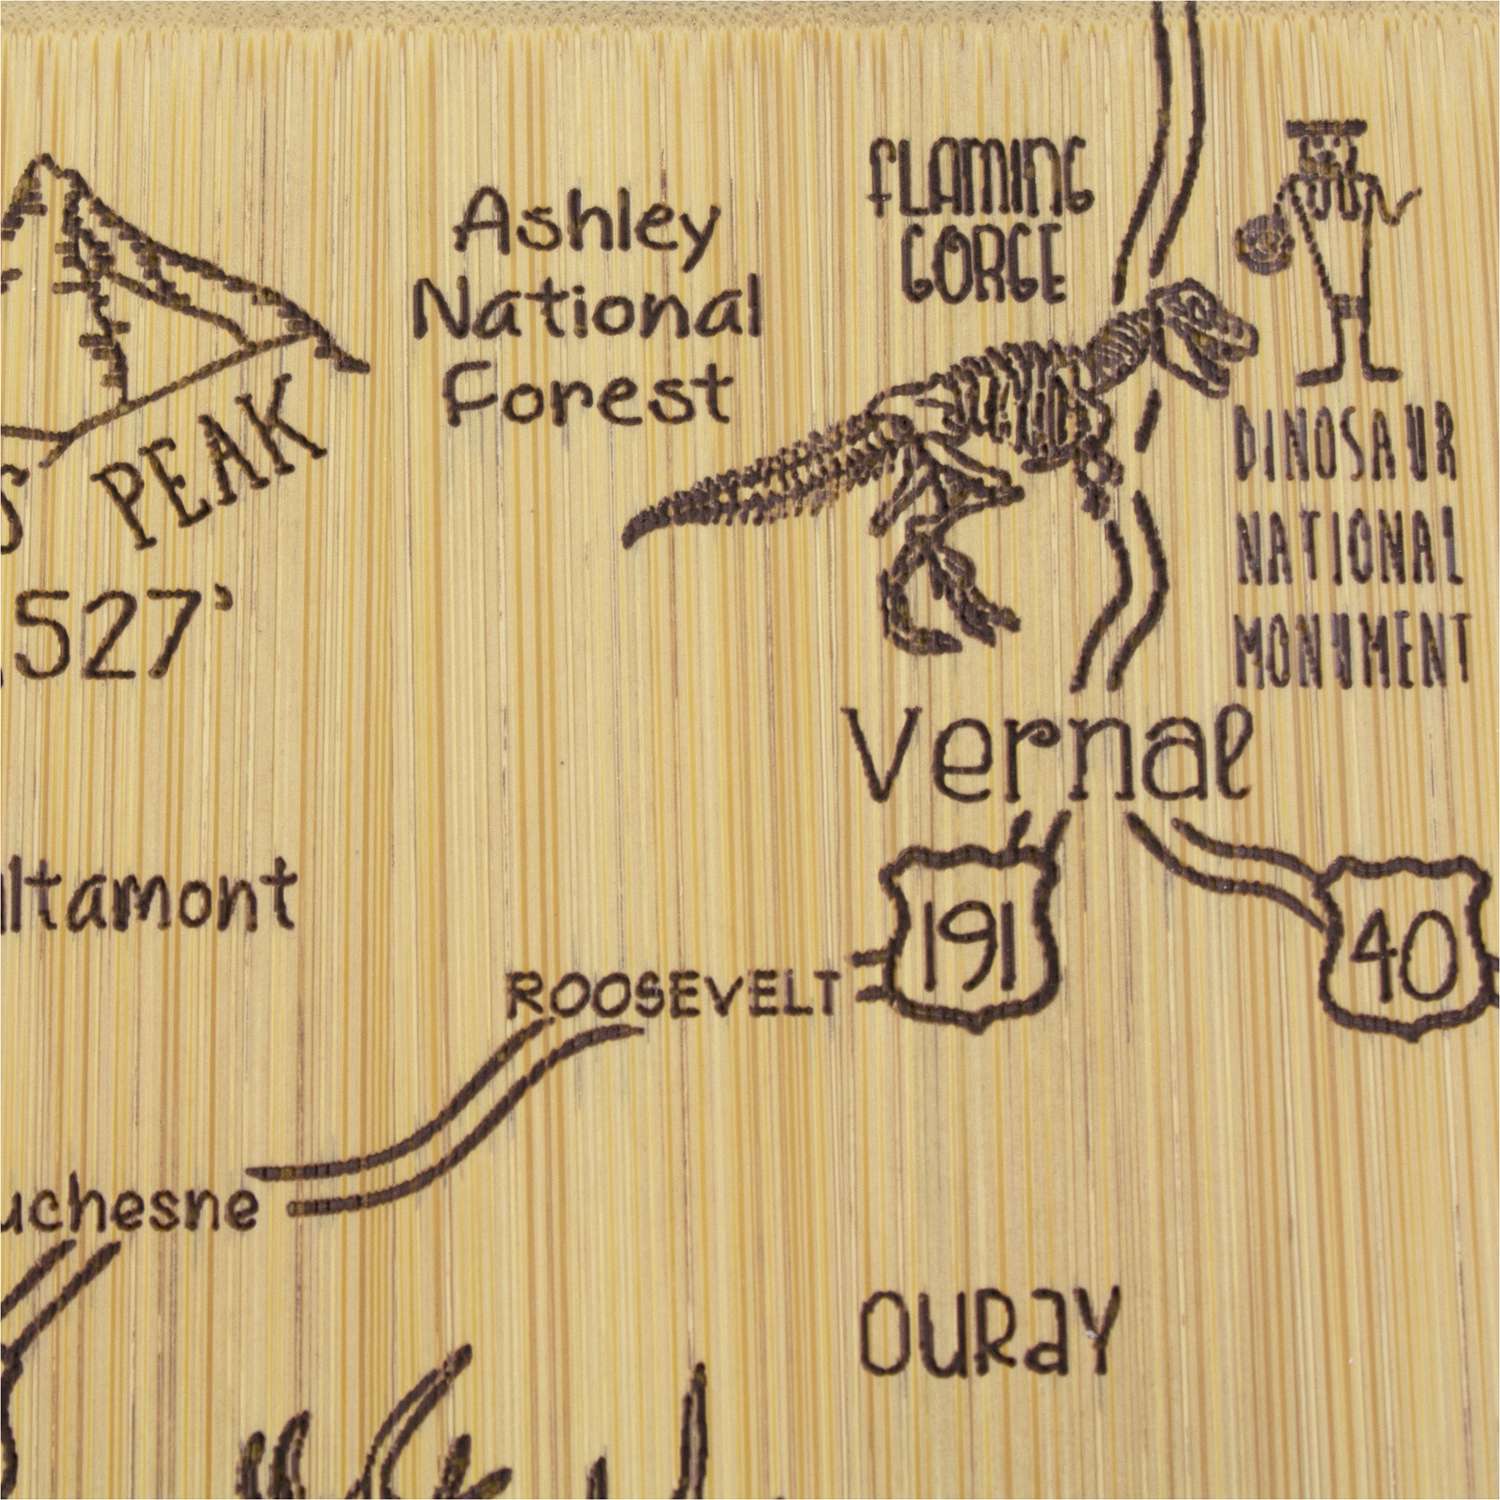 FLAMING
GORGE
Ashley
National
Forest
PEAK
527'
DINOSAUR
NATIONAL
MONUMENT
Vernal
ltamont
191
40
ROOSEVELT
uchesne
OURAY